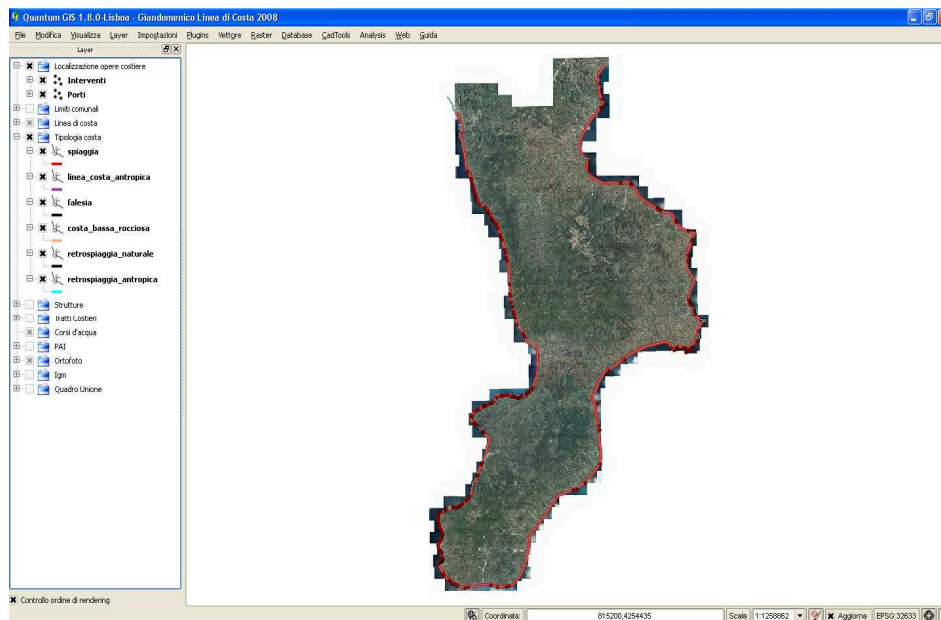 Quantum GIS 1.8.0-Lisboa - Giandomenico Linea di Costa 2008
File Modifica Visualizza Layer Impostazioni Plugins Vettore Raster Database CadTools Analysis Web Guida
Layer
Localizzazione opere costiere
Interventi
Porti
Limiti comunali
Linea di costa
Tipologia costa
spiaggia
linea_costa_antropica
falesia
costa_bassa_rocciosa
retrospiaggia_naturale
retrospiaggia_antropica
Strutture
Tratti Costieri
Corsi d'acqua
PAI
Ortofoto
Igm
Quadro Unione
Controllo ordine di rendering
Coordinate: 815200,4254435 Scala 1:1258862 Aggiorna EPSG:32633